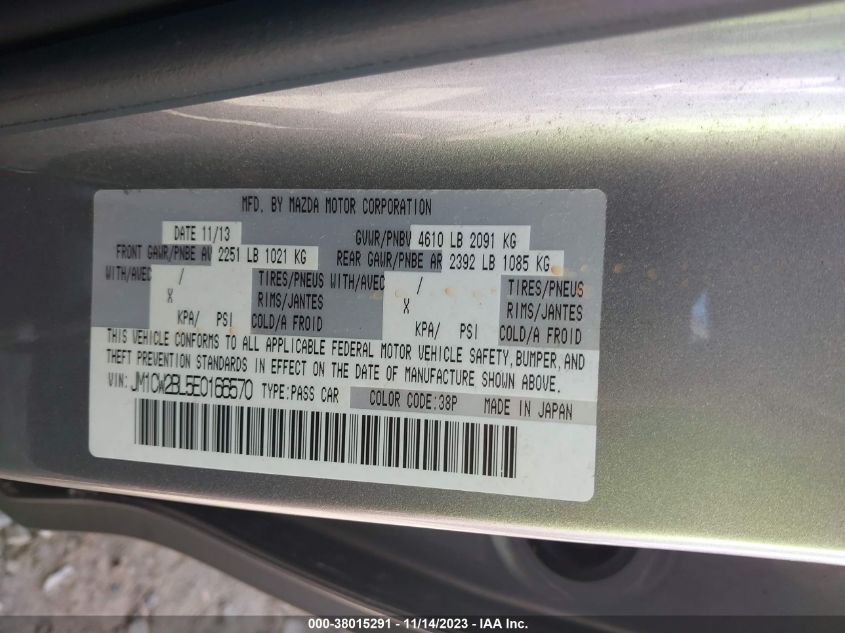 MFD. BY MAZDA MOTOR CORPORATION
DATE 11/13 GVWR/PNBV 4610 LB 2091 KG
FRONT GAWR/PNBE AV 2251 LB 1021 KG REAR GAWR/PNBE AR 2392 LB 1085 KG
WITH/AVEC / TIRES/PNEUS WITH/AVEC / TIRES/PNEUS
X RIMS/JANTES X RIMS/JANTES
KPA/ PSI COLD/A FROID KPA/ PSI COLD/A FROID
THIS VEHICLE CONFORMS TO ALL APPLICABLE FEDERAL MOTOR VEHICLE SAFETY, BUMPER, AND
THEFT PREVENTION STANDARDS IN EFFECT ON THE DATE OF MANUFACTURE SHOWN ABOVE.
VIN: JM1CW2BL5E0168570 TYPE:PASS CAR COLOR CODE:38P MADE IN JAPAN
000-38015291 - 11/14/2023 - IAA Inc.